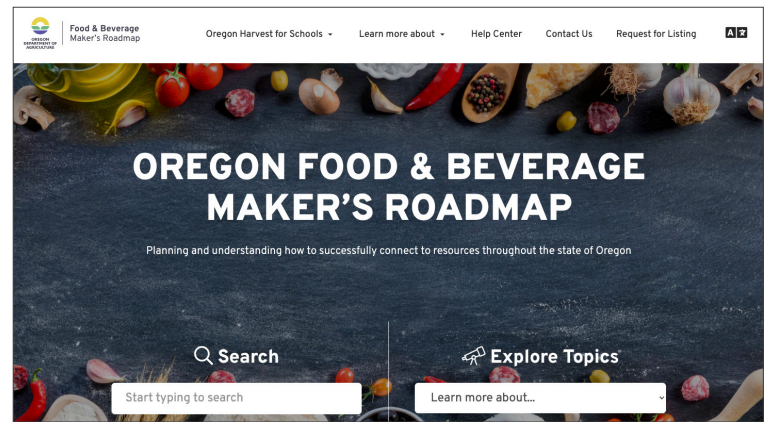 OREGON
DEPARTMENT OF
AGRICULTURE
Food & Beverage
Maker's Roadmap
Oregon Harvest for Schools
Learn more about
Help Center
Contact Us
Request for Listing
A
OREGON FOOD & BEVERAGE
MAKER'S ROADMAP
Planning and understanding how to successfully connect to resources throughout the state of Oregon
Search
Explore Topics
Start typing to search
Learn more about...